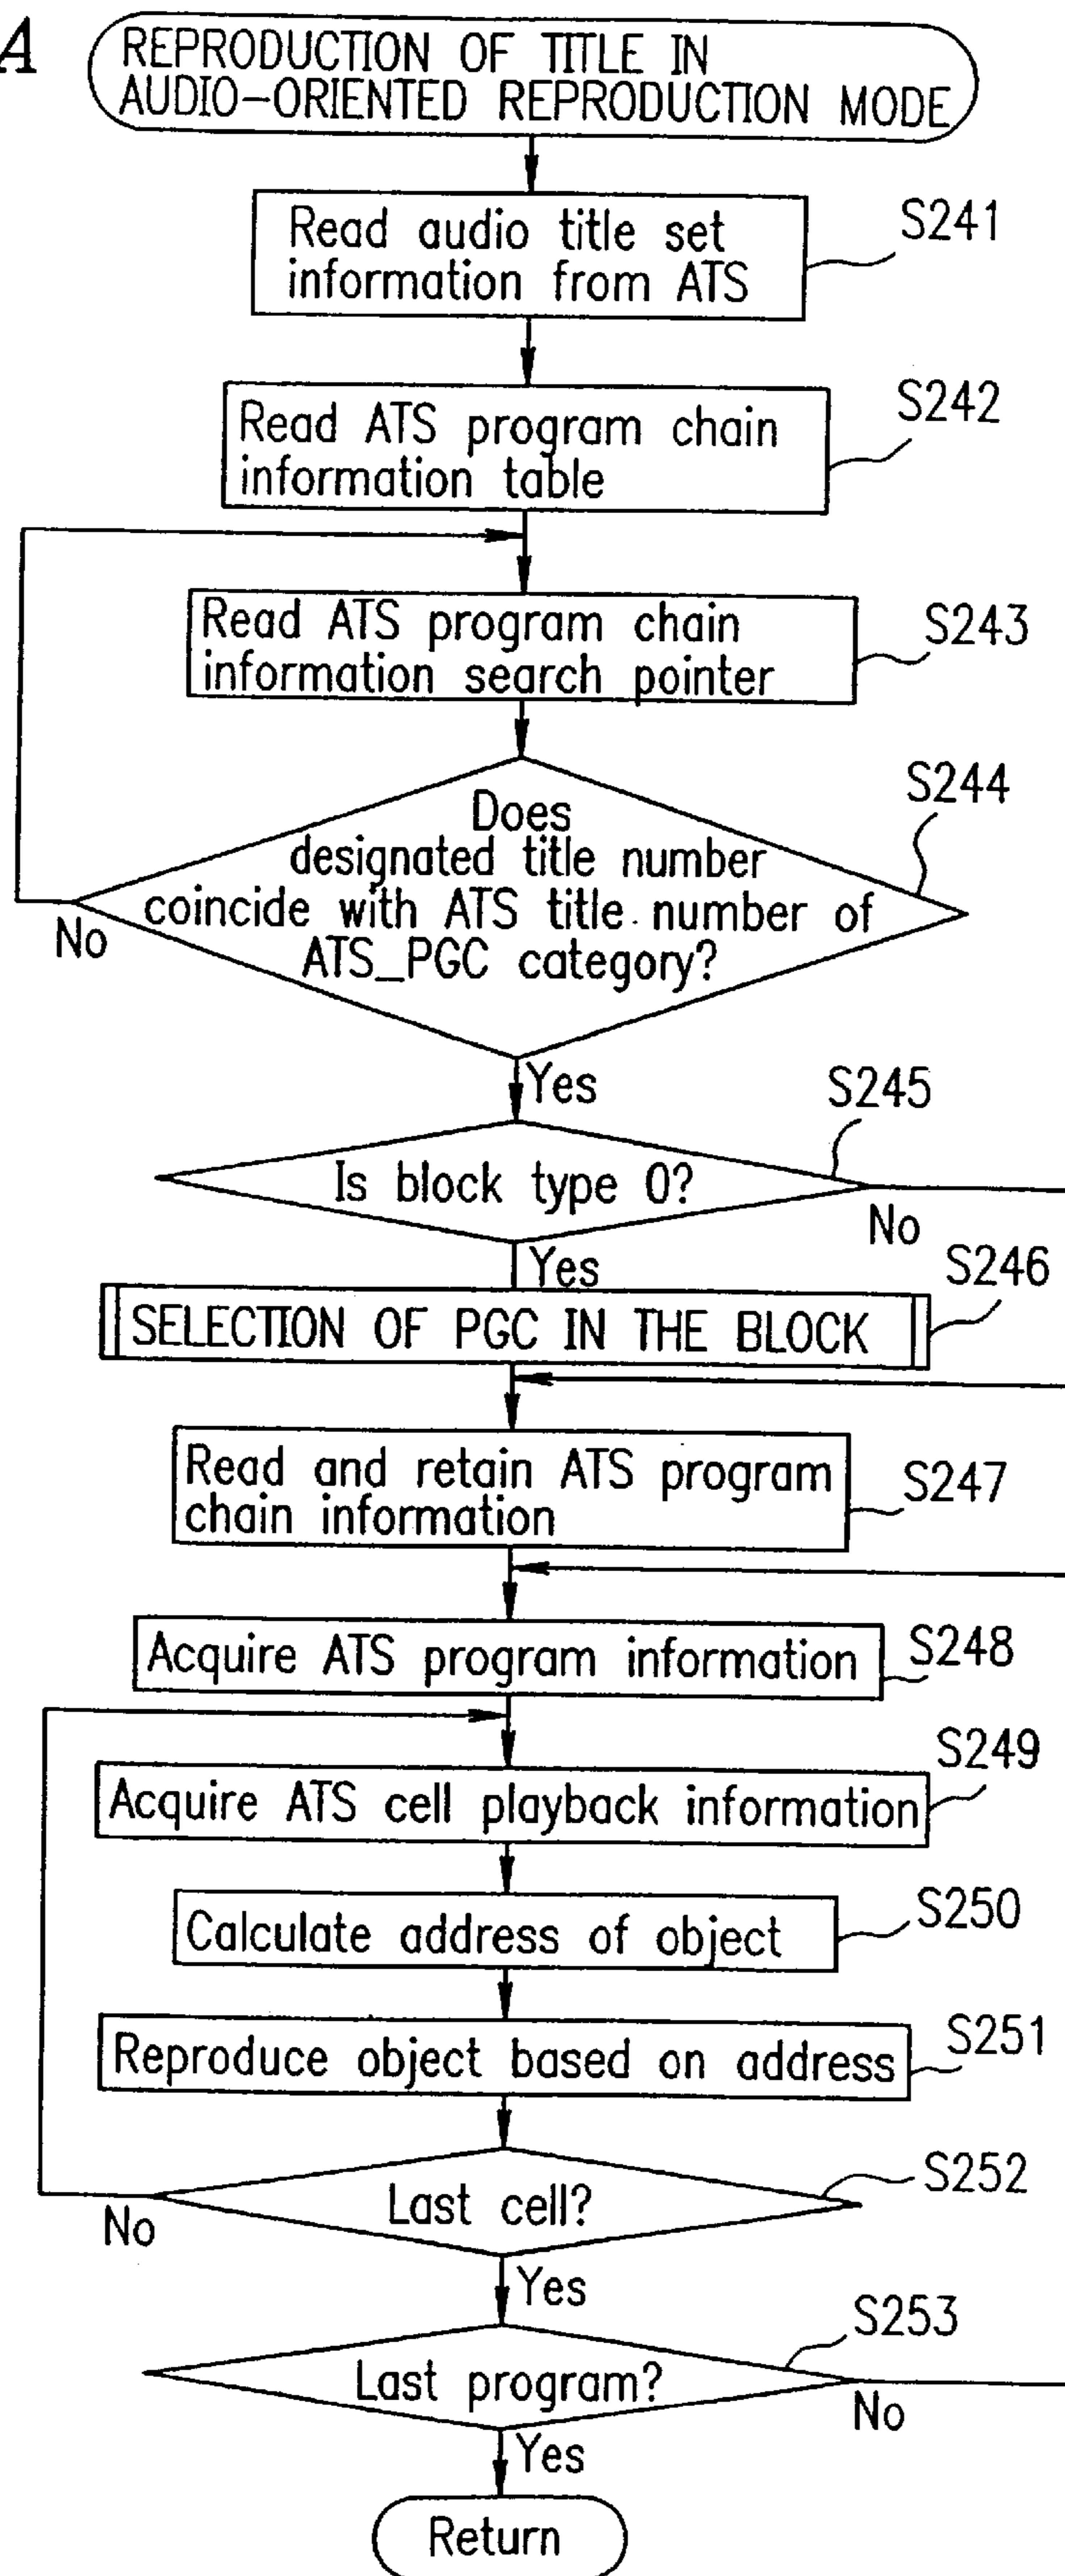 A
REPRODUCTION OF TITLE IN
AUDIO-ORIENTED REPRODUCTION MODE
Read audio title set
information from ATS
S241
Read ATS program chain
information table
S242
Read ATS program chain
information search pointer
S243
Does
designated title number
coincide with ATS title number of
ATS_PGC category?
S244
No
Yes
Is block type 0?
S245
No
Yes
SELECTION OF PGC IN THE BLOCK
S246
Read and retain ATS program
chain information
S247
Acquire ATS program information
S248
Acquire ATS cell playback information
S249
Calculate address of object
S250
Reproduce object based on address
S251
Last cell?
S252
No
Yes
Last program?
S253
No
Yes
Return